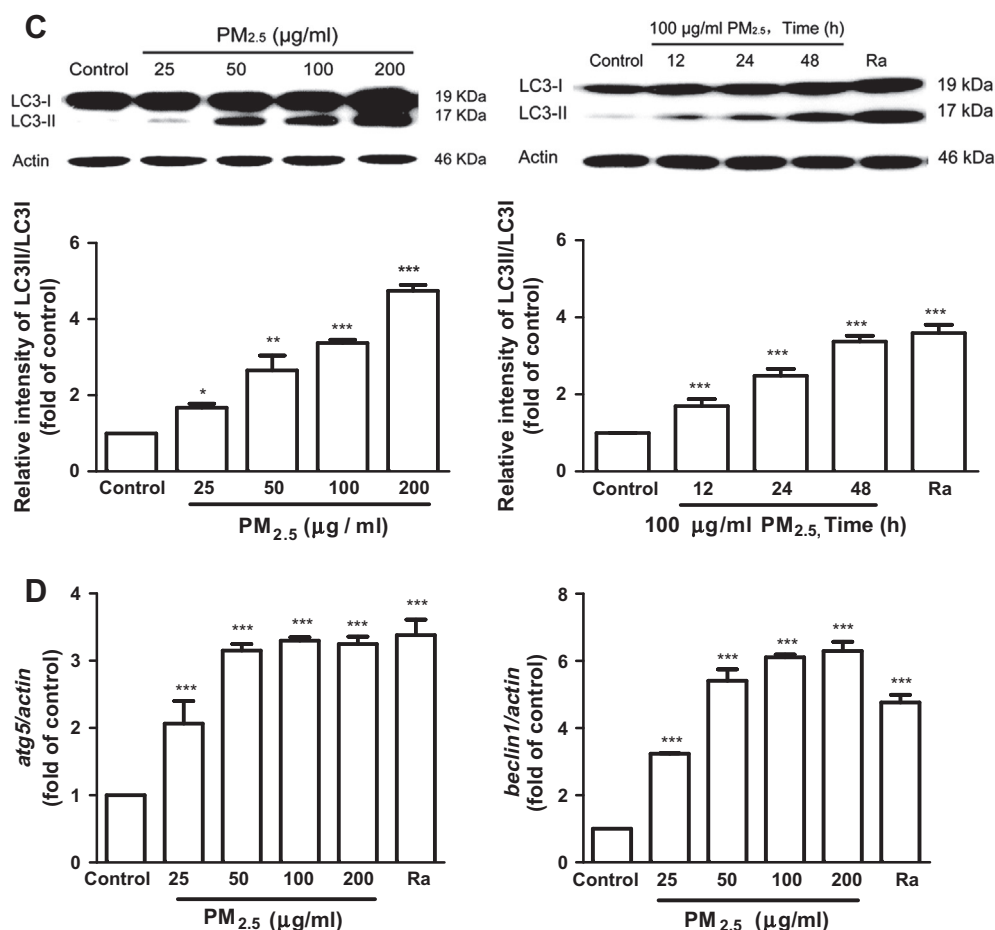 C
PM2.5 (µg/ml)
Control 25 50 100 200
LC3-I 19 KDa
LC3-II 17 KDa
Actin 46 KDa
Relative intensity of LC3II/LC3I
(fold of control)
6
4
2
0
*
**
***
***
Control 25 50 100 200
PM2.5 (µg / ml)
100 µg/ml PM2.5, Time (h)
Control 12 24 48 Ra
LC3-I 19 kDa
LC3-II 17 kDa
Actin 46 kDa
Relative intensity of LC3II/LC3I
(fold of control)
6
4
2
0
***
***
***
***
Control 12 24 48 Ra
100 µg/ml PM2.5, Time (h)
D
atg5/actin
(fold of control)
4
3
2
1
0
***
***
***
***
***
Control 25 50 100 200 Ra
PM2.5 (µg/ml)
beclin1/actin
(fold of control)
8
6
4
2
0
***
***
***
***
***
Control 25 50 100 200 Ra
PM2.5 (µg/ml)